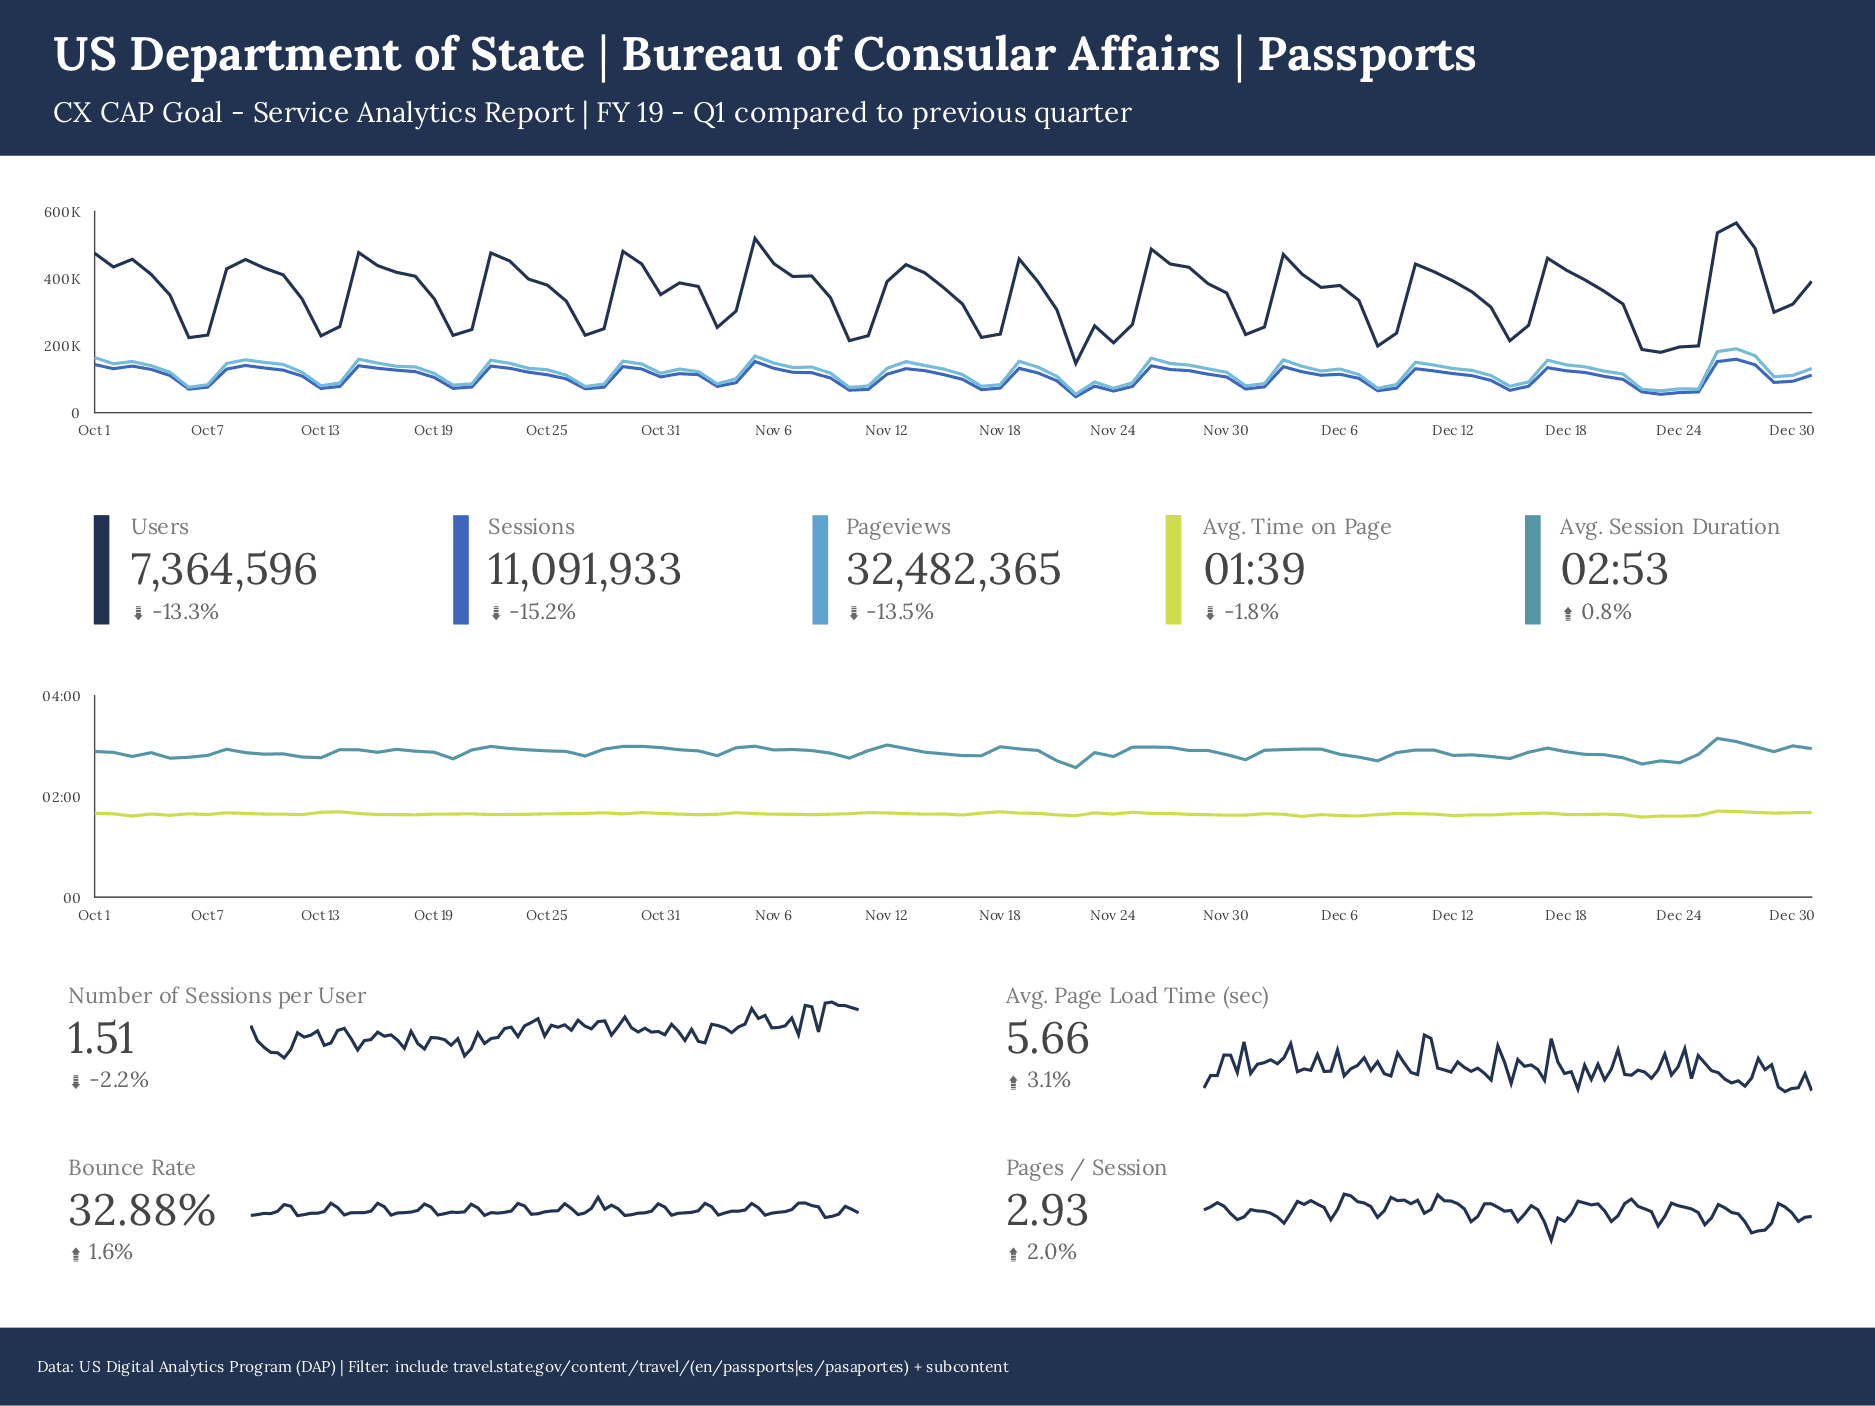 US Department of State | Bureau of Consular Affairs | Passports
CX CAP Goal - Service Analytics Report | FY 19 - Q1 compared to previous quarter
600K
400K
200K
0
Oct 1 Oct 7 Oct 13 Oct 19 Oct 25 Oct 31 Nov 6 Nov 12 Nov 18 Nov 24 Nov 30 Dec 6 Dec 12 Dec 18 Dec 24 Dec 30
Users Sessions Pageviews Avg. Time on Page Avg. Session Duration
7,364,596 11,091,933 32,482,365 01:39 02:53
-13.3% -15.2% -13.5% -1.8% 0.8%
04:00
02:00
00
Oct 1 Oct 7 Oct 13 Oct 19 Oct 25 Oct 31 Nov 6 Nov 12 Nov 18 Nov 24 Nov 30 Dec 6 Dec 12 Dec 18 Dec 24 Dec 30
Number of Sessions per User
1.51
-2.2%
Avg. Page Load Time (sec)
5.66
3.1%
Bounce Rate
32.88%
1.6%
Pages / Session
2.93
2.0%
Data: US Digital Analytics Program (DAP) | Filter: include travel.state.gov/content/travel/(en/passports|es/pasaportes) + subcontent